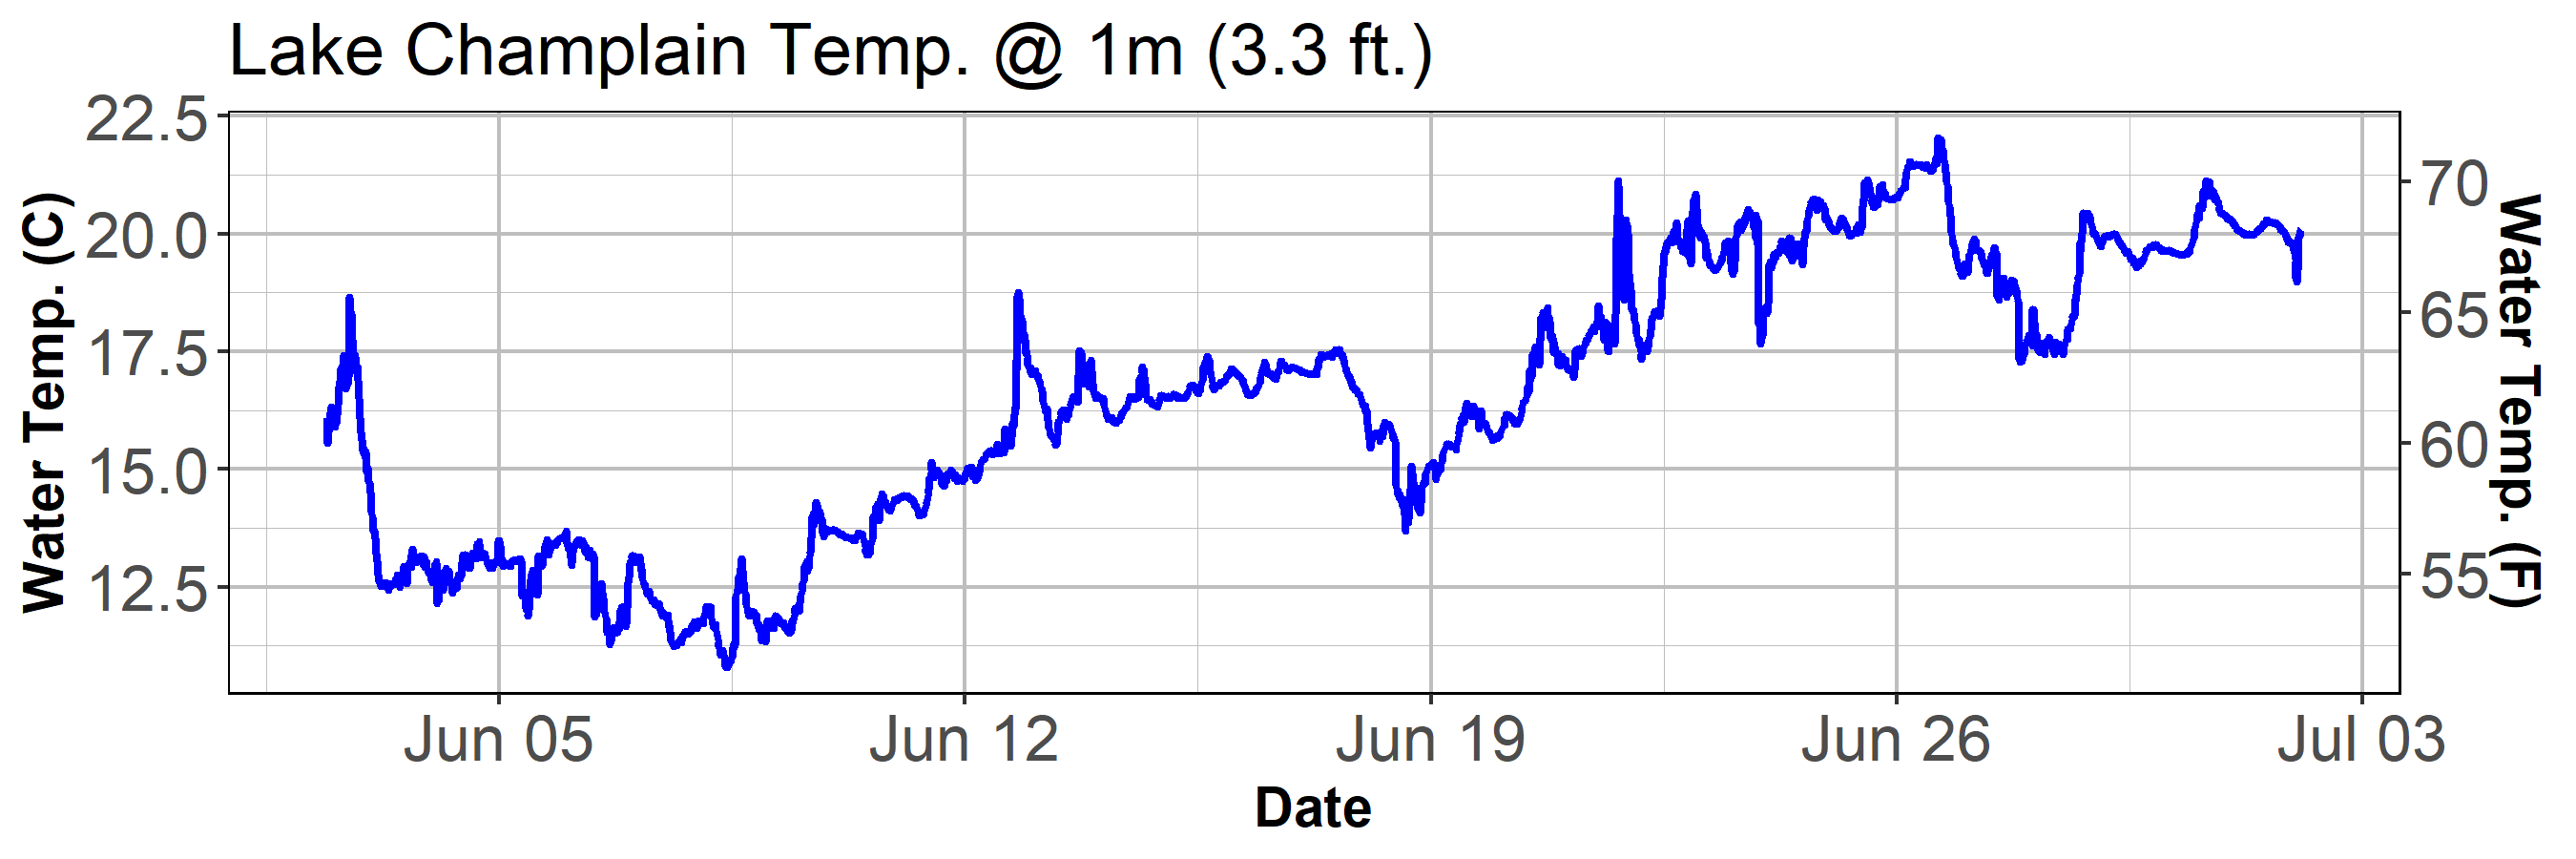 Lake Champlain Temp. @ 1m (3.3 ft.)
Water Temp. (C)
22.5
20.0
17.5
15.0
12.5
70
65
60
55
Water Temp. (F)
Jun 05 Jun 12 Jun 19 Jun 26 Jul 03
Date